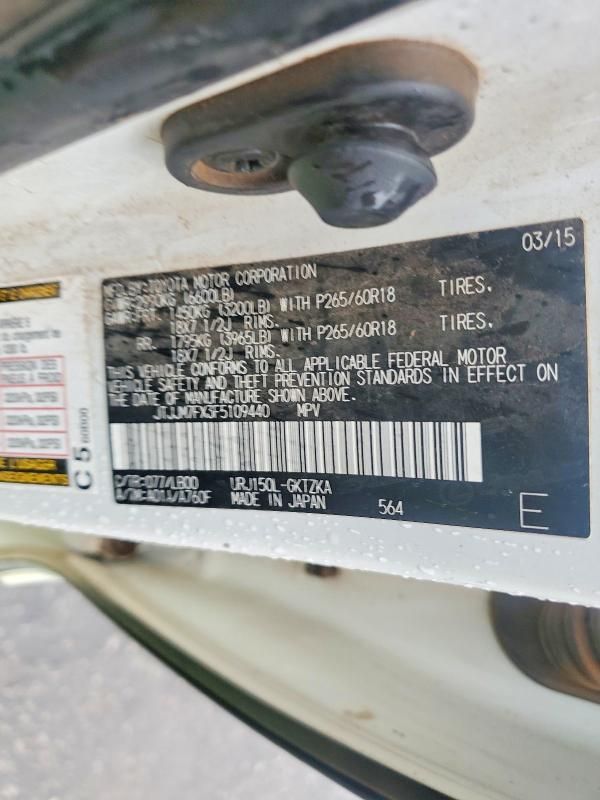 03/15
MFD.BY:TOYOTA MOTOR CORPORATION
GVWR 2990KG (6600LB)
GAWR FRT. 1450KG (3200LB) WITH P265/60R18 TIRES.
18X7 1/2J RIMS.
RR. 1795KG (3965LB) WITH P265/60R18 TIRES.
18X7 1/2J RIMS.
THIS VEHICLE CONFORMS TO ALL APPLICABLE FEDERAL MOTOR
VEHICLE SAFETY AND THEFT PREVENTION STANDARDS IN EFFECT ON
THE DATE OF MANUFACTURE SHOWN ABOVE.
JTJJM7FX3F5109440 MPV
C/TR:077/LB00 URJ150L-GKTZKA
A/TM:A01A/A760F MADE IN JAPAN 564 E
C5